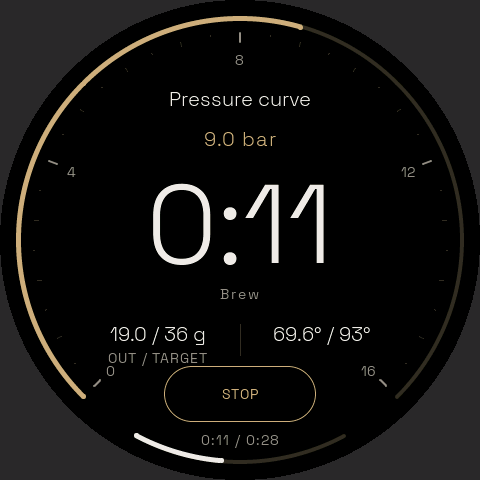 8
Pressure curve
9.0 bar
4
12
0:11
Brew
19.0 / 36 g
69.6° / 93°
OUT / TARGET
0
16
STOP
0:11 / 0:28